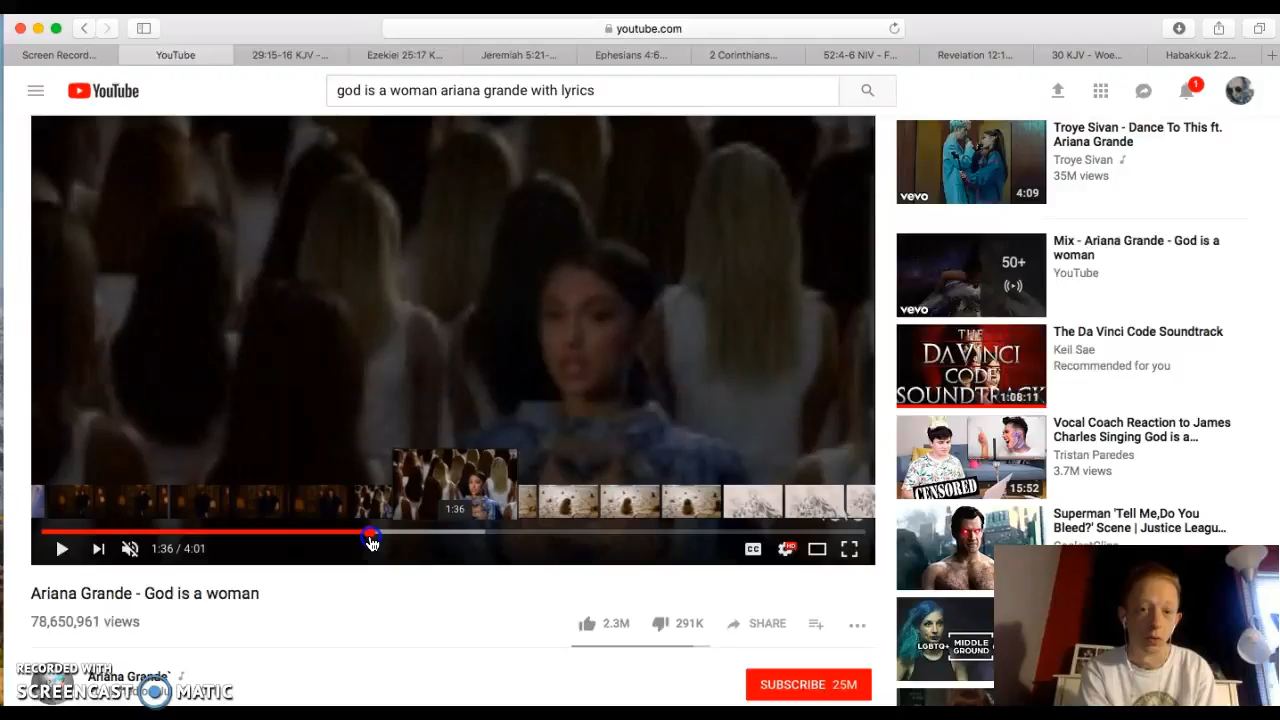 youtube.com
Screen Record...
YouTube
29:15-16 KJV -...
Ezekiel 25:17 K...
Jeremiah 5:21-...
Ephesians 4:6...
2 Corinthians...
52:4-6 NIV - F...
Revelation 12:1...
30 KJV - Woe...
Habakkuk 2:2...
YouTube
god is a woman ariana grande with lyrics
1
Troye Sivan - Dance To This ft.
Ariana Grande
Troye Sivan
35M views
vevo
4:09
Mix - Ariana Grande - God is a
woman
YouTube
50+
vevo
The Da Vinci Code Soundtrack
Keil Sae
Recommended for you
THE
DA VINCI
CODE
SOUNDTRACK
1:08:11
Vocal Coach Reaction to James
Charles Singing God is a...
Tristan Paredes
3.7M views
CENSORED
15:52
Superman 'Tell Me,Do You
Bleed?' Scene | Justice Leagu...
LGBTQ+
MIDDLE
GROUND
1:36
1:36 / 4:01
CC
HD
Ariana Grande - God is a woman
78,650,961 views
2.3M
291K
SHARE
Ariana Grande
SUBSCRIBE 25M
RECORDED WITH
SCREENCAST MATIC